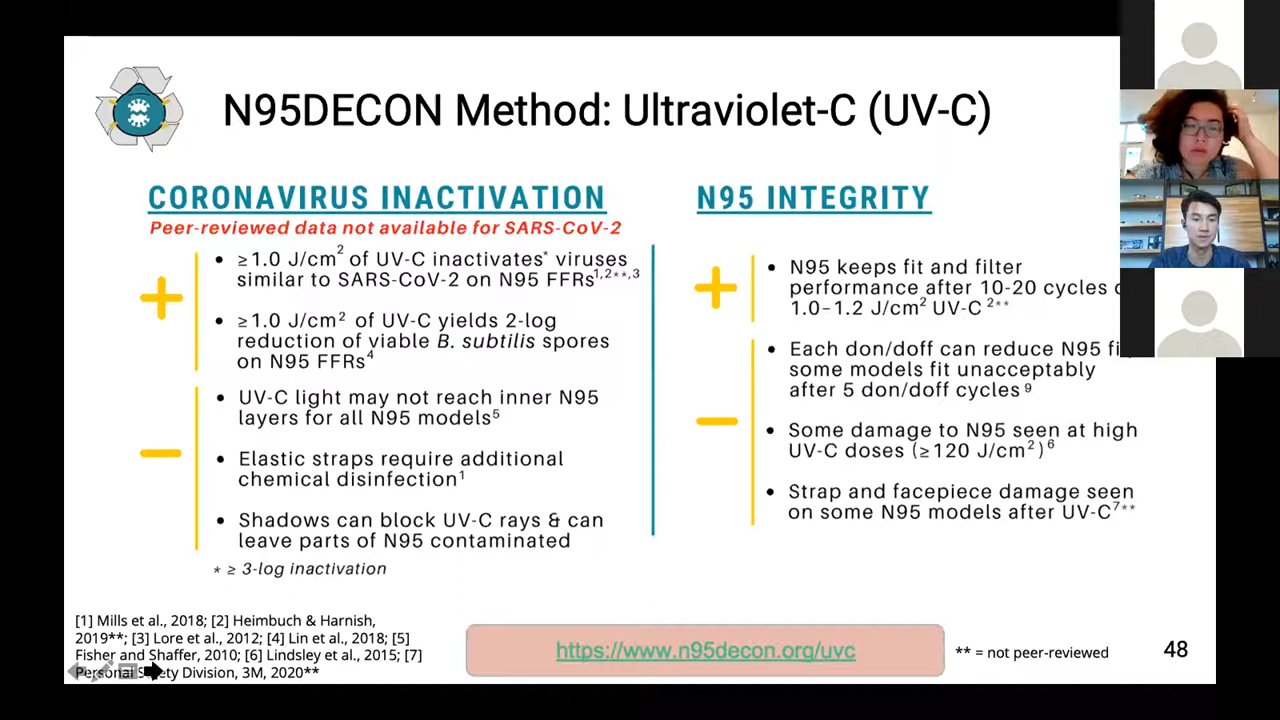 N95DECON Method: Ultraviolet-C (UV-C)
CORONAVIRUS INACTIVATION
Peer-reviewed data not available for SARS-CoV-2
• ≥1.0 J/cm² of UV-C inactivates* viruses
similar to SARS-CoV-2 on N95 FFRs¹,²**,³
• ≥1.0 J/cm² of UV-C yields 2-log
reduction of viable B. subtilis spores
on N95 FFRs⁴
• UV-C light may not reach inner N95
layers for all N95 models⁵
• Elastic straps require additional
chemical disinfection¹
• Shadows can block UV-C rays & can
leave parts of N95 contaminated
* ≥ 3-log inactivation
N95 INTEGRITY
• N95 keeps fit and filter
performance after 10-20 cycles
1.0–1.2 J/cm² UV-C ²**
• Each don/doff can reduce N95
some models fit unacceptably
after 5 don/doff cycles ⁹
• Some damage to N95 seen at high
UV-C doses (≥120 J/cm²)⁶
• Strap and facepiece damage seen
on some N95 models after UV-C⁷**
[1] Mills et al., 2018; [2] Heimbuch & Harnish,
2019**; [3] Lore et al., 2012; [4] Lin et al., 2018; [5]
Fisher and Shaffer, 2010; [6] Lindsley et al., 2015; [7]
Personal Safety Division, 3M, 2020**
https://www.n95decon.org/uvc
** = not peer-reviewed
48